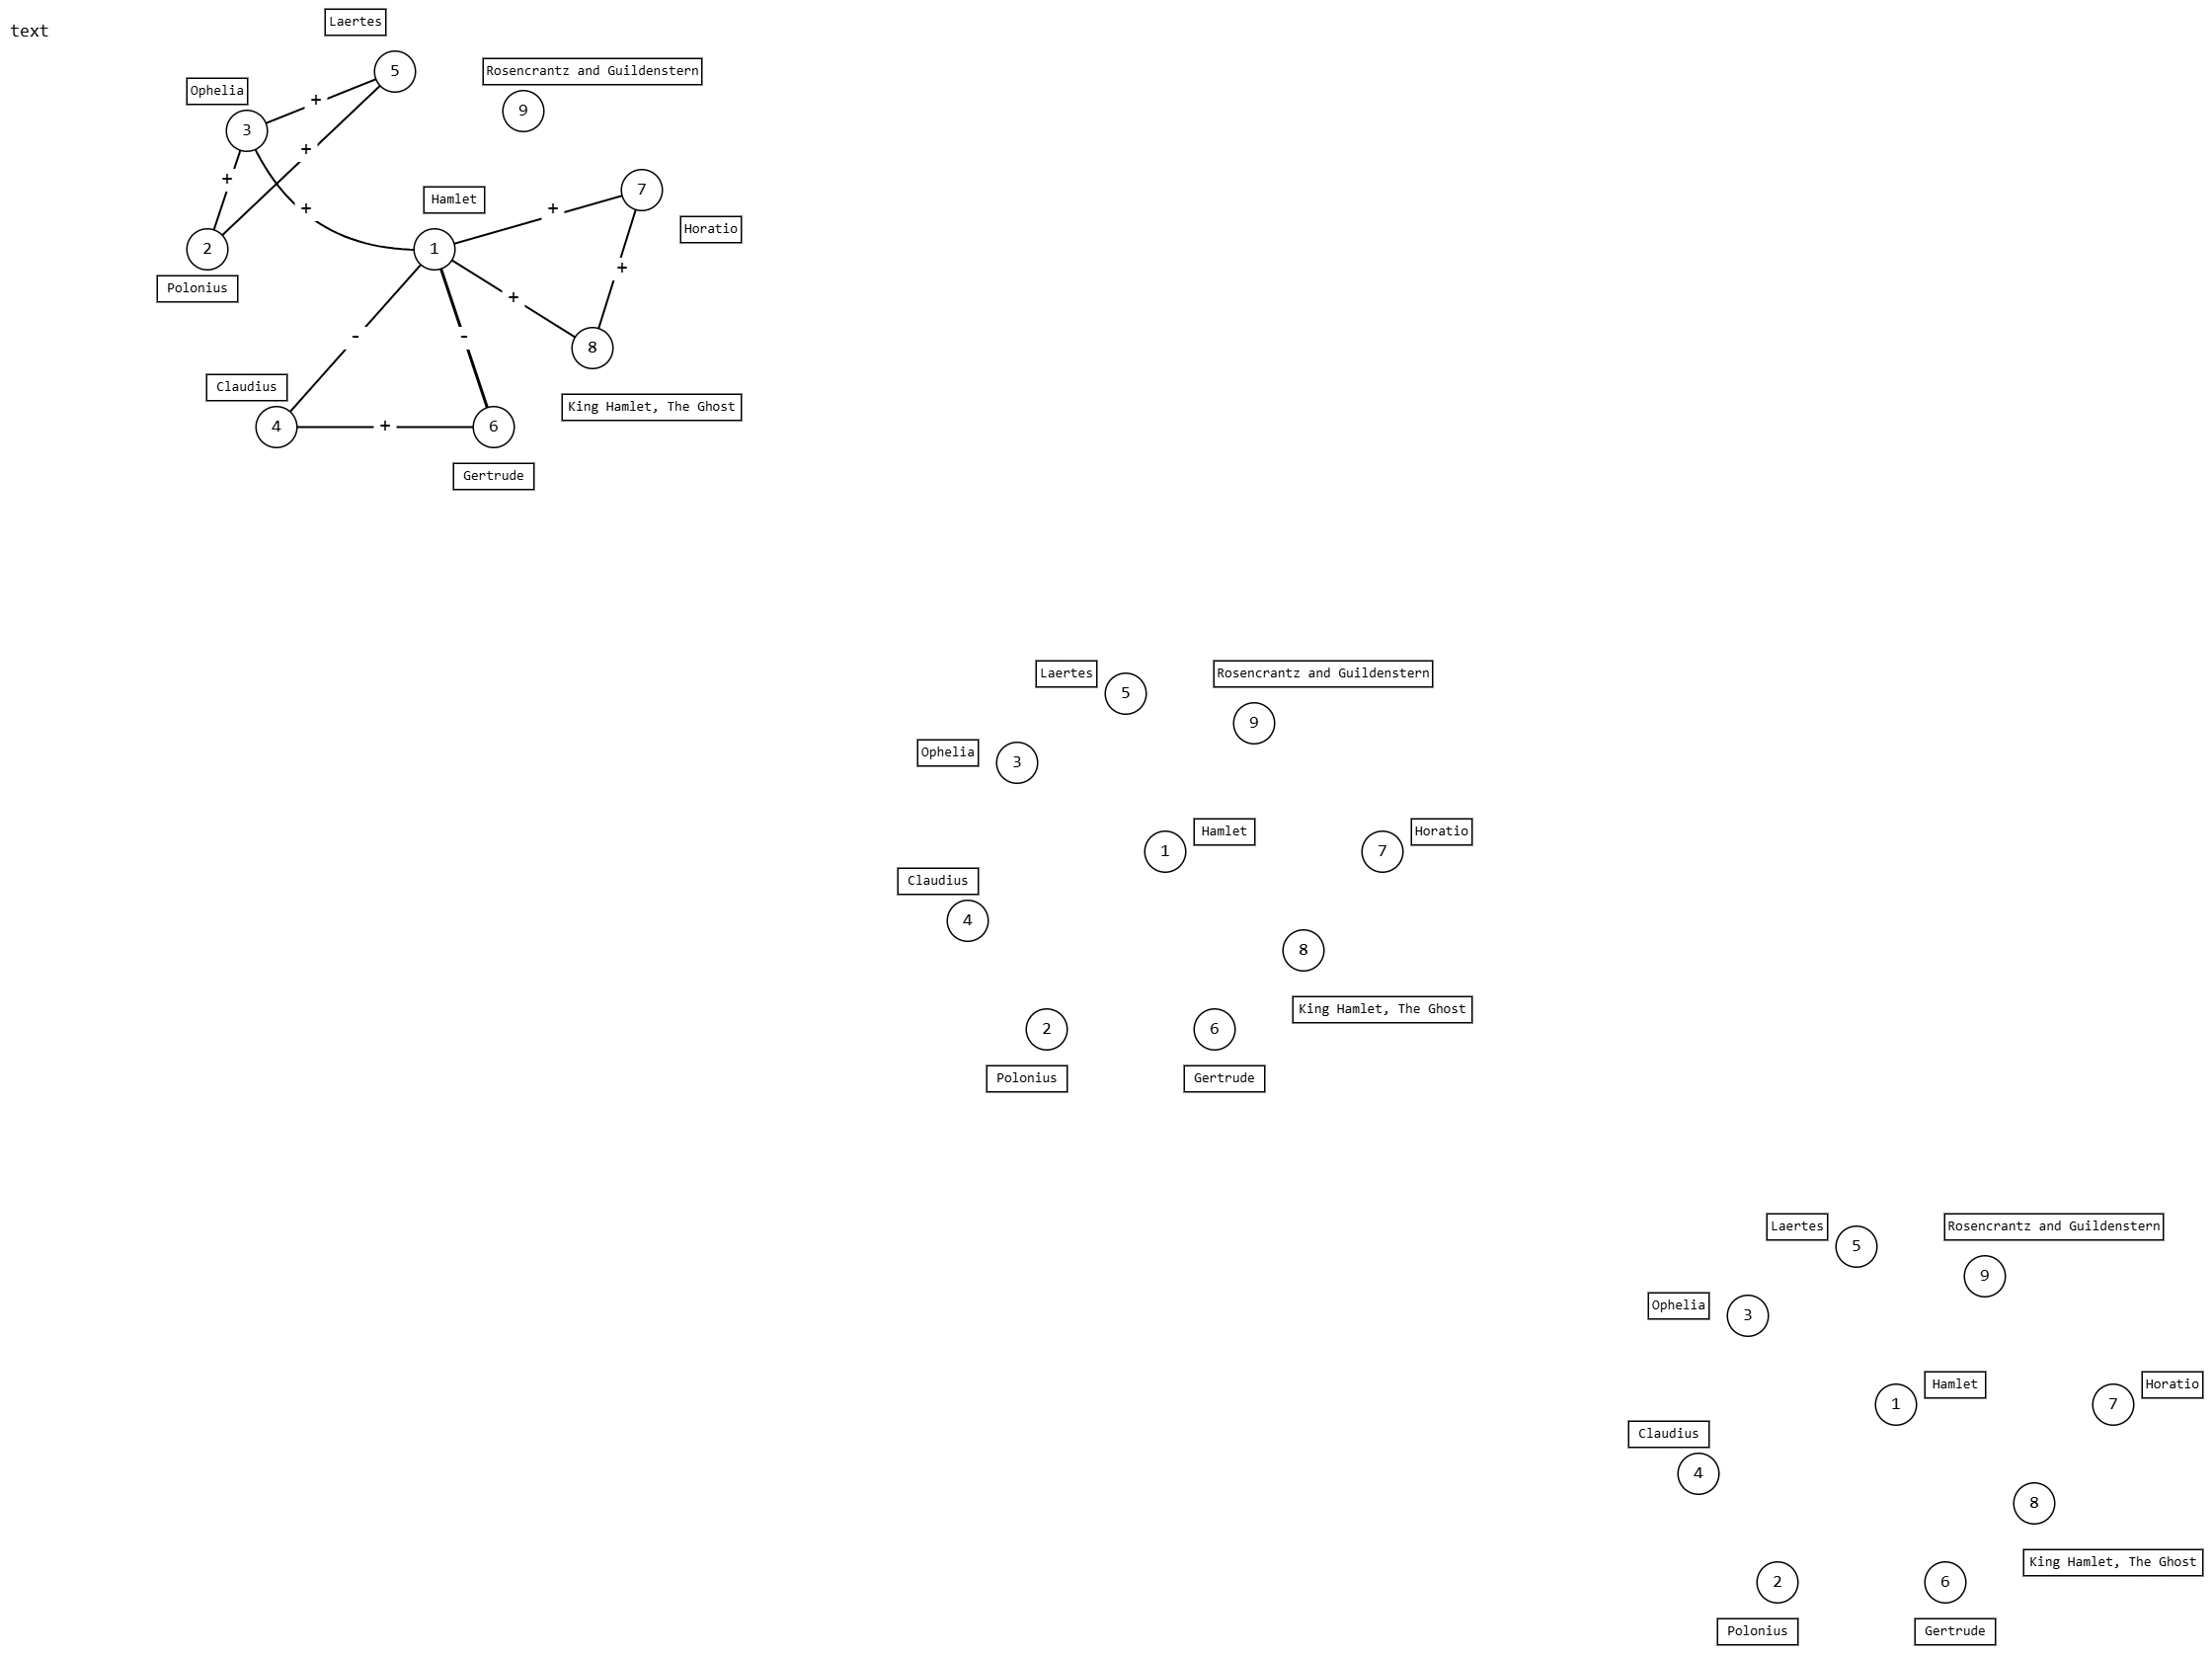 text
Laertes
5
Rosencrantz and Guildenstern
9
Ophelia
3
+
+
+
+
2
Polonius
Hamlet
1
+
7
Horatio
+
+
8
King Hamlet, The Ghost
-
-
Claudius
4
+
6
Gertrude
Laertes
5
Rosencrantz and Guildenstern
9
Ophelia
3
Hamlet
1
7
Horatio
Claudius
4
8
King Hamlet, The Ghost
2
6
Polonius
Gertrude
Laertes
5
Rosencrantz and Guildenstern
9
Ophelia
3
Hamlet
1
7
Horatio
Claudius
4
8
King Hamlet, The Ghost
2
6
Polonius
Gertrude